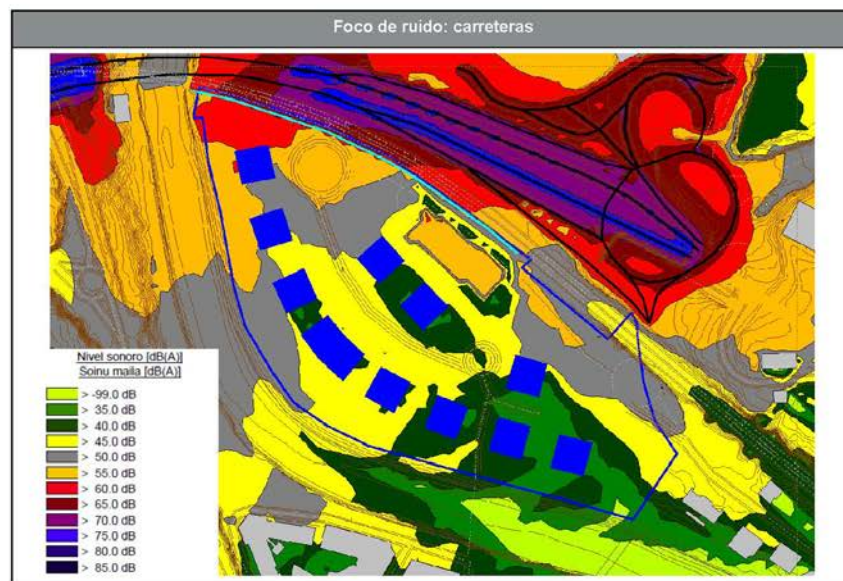 Foco de ruido: carreteras
Nivel sonoro [dB(A)]
Soinu maila [dB(A)]
> -99.0 dB
> 35.0 dB
> 40.0 dB
> 45.0 dB
> 50.0 dB
> 55.0 dB
> 60.0 dB
> 65.0 dB
> 70.0 dB
> 75.0 dB
> 80.0 dB
> 85.0 dB